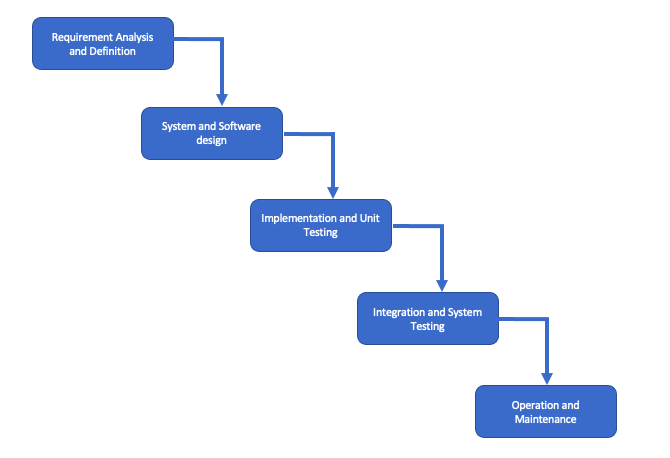 Requirement Analysis
and Definition
System and Software
design
Implementation and Unit
Testing
Integration and System
Testing
Operation and
Maintenance